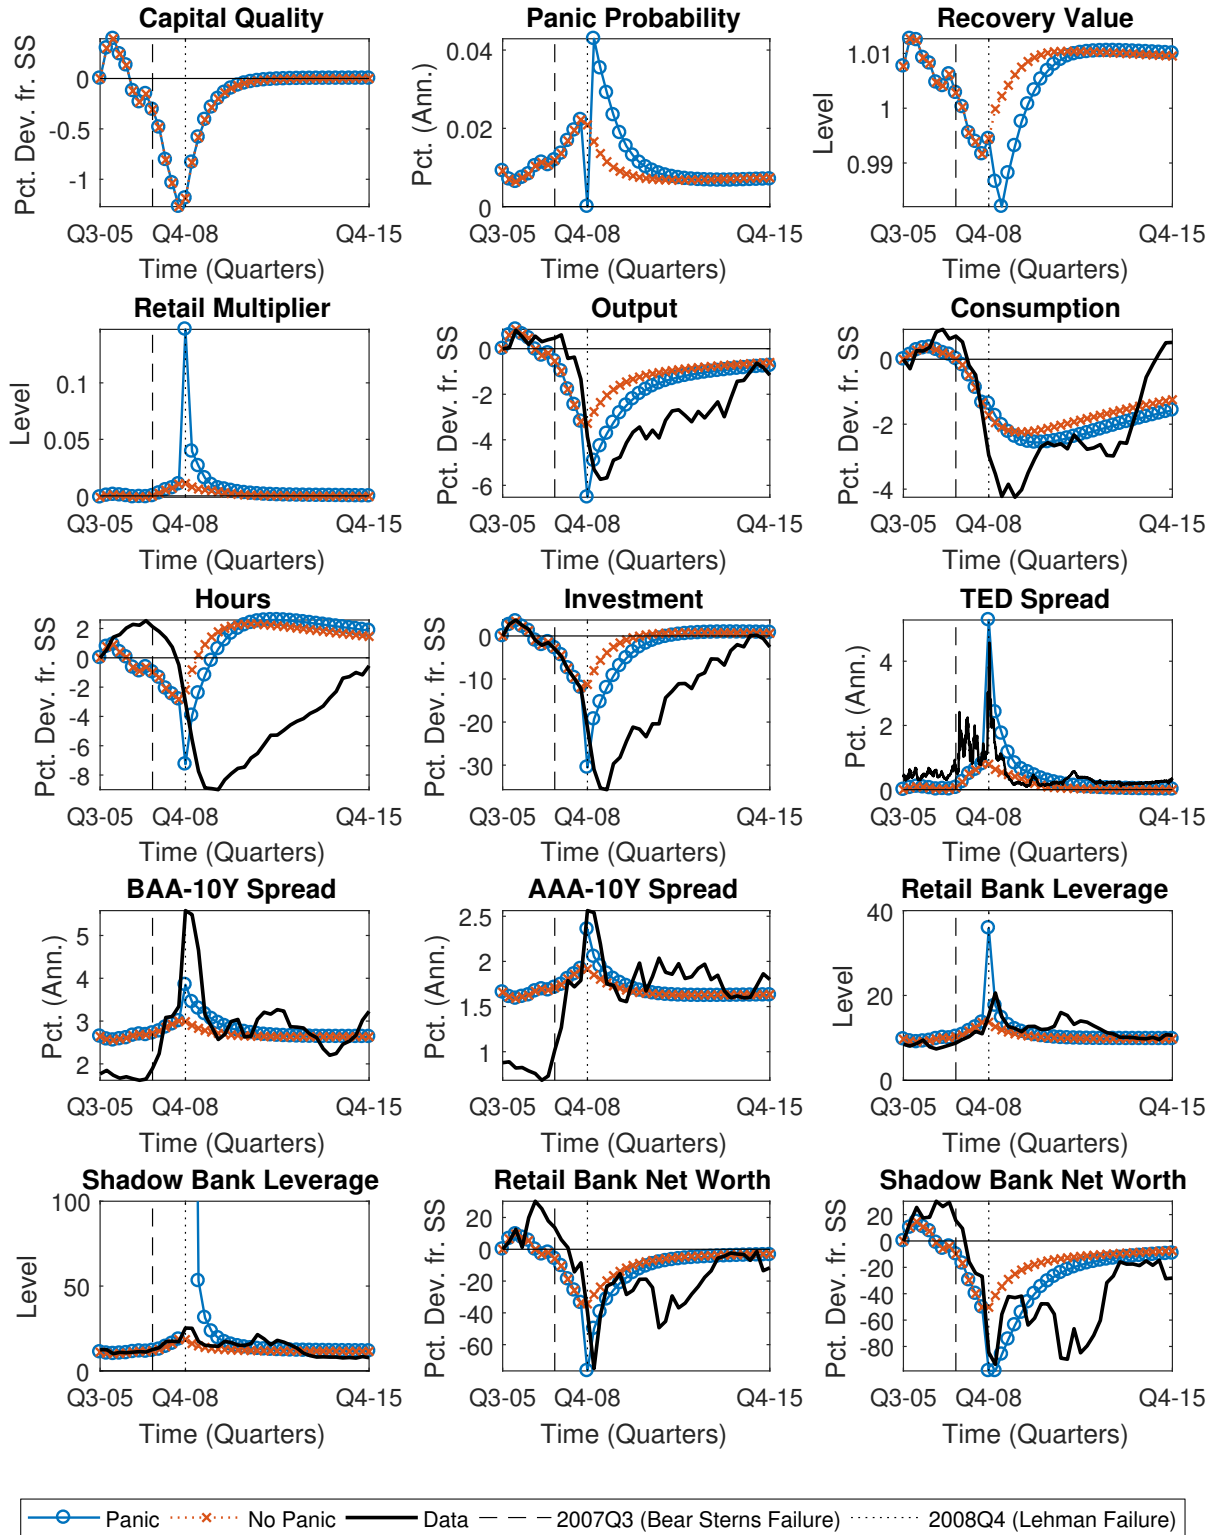 Capital Quality
Panic Probability
Recovery Value
Pct. Dev. fr. SS
0
-0.5
-1
Q3-05 Q4-08 Q4-15
Time (Quarters)
Pct. (Ann.)
0.04
0.02
0
Q3-05 Q4-08 Q4-15
Time (Quarters)
Level
1.01
1
0.99
Q3-05 Q4-08 Q4-15
Time (Quarters)
Retail Multiplier
Output
Consumption
Level
0.1
0.05
0
Q3-05 Q4-08 Q4-15
Time (Quarters)
Pct. Dev. fr. SS
0
-2
-4
-6
Q3-05 Q4-08 Q4-15
Time (Quarters)
Pct. Dev. fr. SS
0
-2
-4
Q3-05 Q4-08 Q4-15
Time (Quarters)
Hours
Investment
TED Spread
Pct. Dev. fr. SS
2
0
-2
-4
-6
-8
Q3-05 Q4-08 Q4-15
Time (Quarters)
Pct. Dev. fr. SS
0
-10
-20
-30
Q3-05 Q4-08 Q4-15
Time (Quarters)
Pct. (Ann.)
4
2
0
Q3-05 Q4-08 Q4-15
Time (Quarters)
BAA-10Y Spread
AAA-10Y Spread
Retail Bank Leverage
Pct. (Ann.)
5
4
3
2
Q3-05 Q4-08 Q4-15
Time (Quarters)
Pct. (Ann.)
2.5
2
1.5
1
Q3-05 Q4-08 Q4-15
Time (Quarters)
Level
40
20
0
Q3-05 Q4-08 Q4-15
Time (Quarters)
Shadow Bank Leverage
Retail Bank Net Worth
Shadow Bank Net Worth
Level
100
50
0
Q3-05 Q4-08 Q4-15
Time (Quarters)
Pct. Dev. fr. SS
20
0
-20
-40
-60
Q3-05 Q4-08 Q4-15
Time (Quarters)
Pct. Dev. fr. SS
20
0
-20
-40
-60
-80
Q3-05 Q4-08 Q4-15
Time (Quarters)
Panic No Panic Data 2007Q3 (Bear Sterns Failure) 2008Q4 (Lehman Failure)